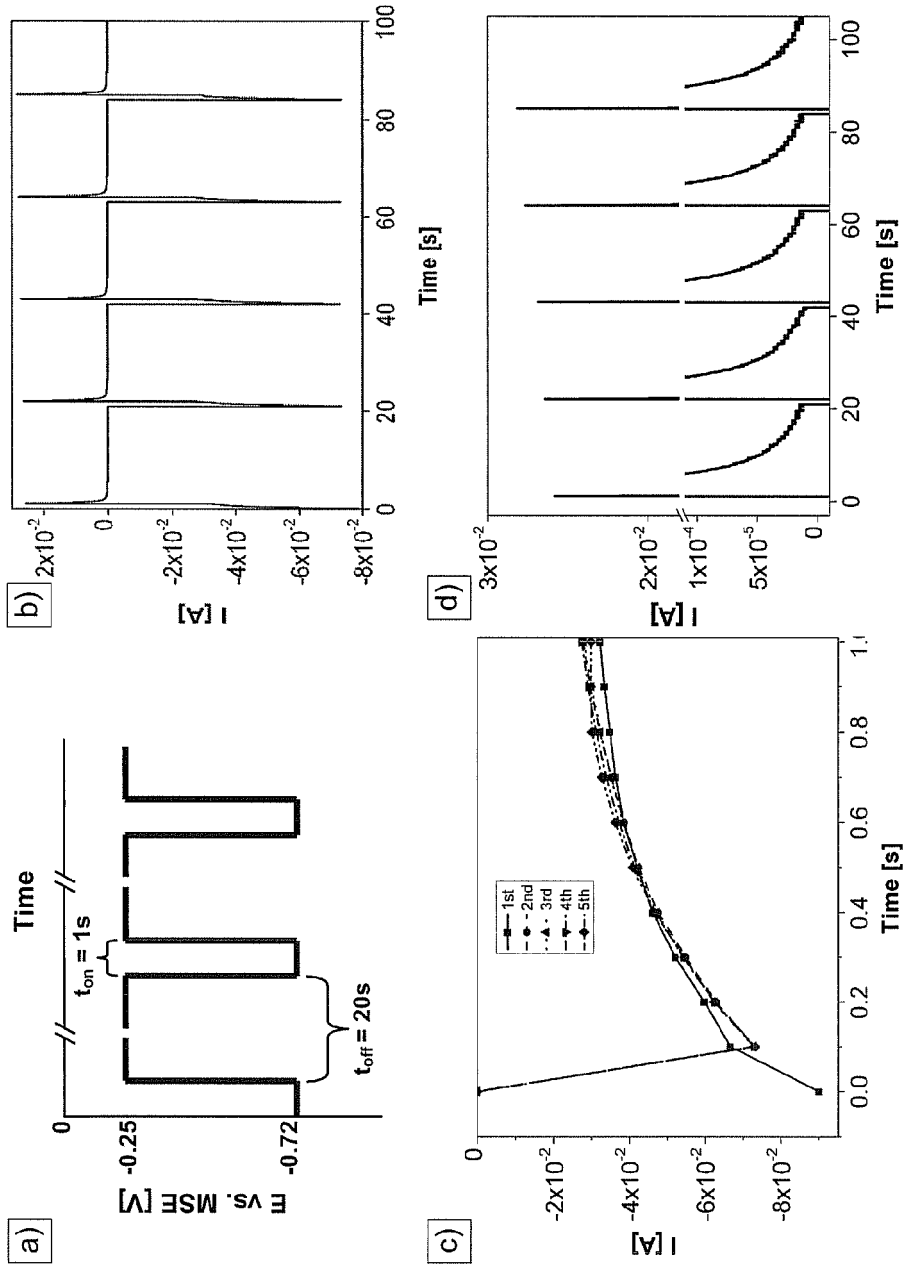 a)
Time
0
-0.25
-0.72
E vs. MSE [V]
t_on = 1s
t_off = 20s
b)
2x10^-2
0
-2x10^-2
-4x10^-2
-6x10^-2
-8x10^-2
I [A]
0 20 40 60 80 100
Time [s]
c)
0
-2x10^-2
-4x10^-2
-6x10^-2
-8x10^-2
I [A]
1st
2nd
3rd
4th
5th
0.0 0.2 0.4 0.6 0.8 1.0
Time [s]
d)
3x10^-2
2x10^-2
1x10^-4
5x10^-5
0
I [A]
0 20 40 60 80 100
Time [s]